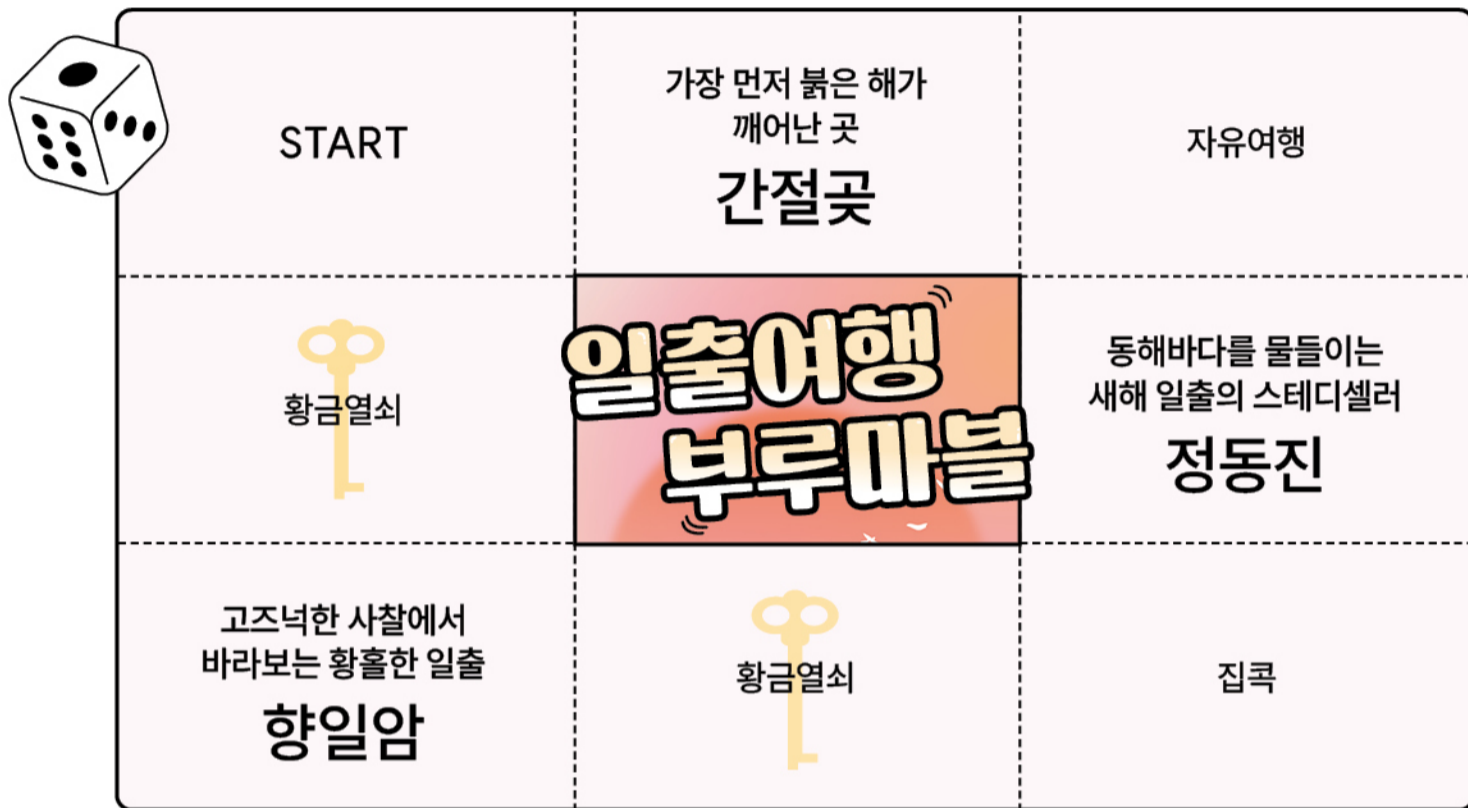 START
가장 먼저 붉은 해가
깨어난 곳
간절곶
자유여행
황금열쇠
일출여행
부루마블
동해바다를 물들이는
새해 일출의 스테디셀러
정동진
고즈넉한 사찰에서
바라보는 황홀한 일출
향일암
황금열쇠
집콕